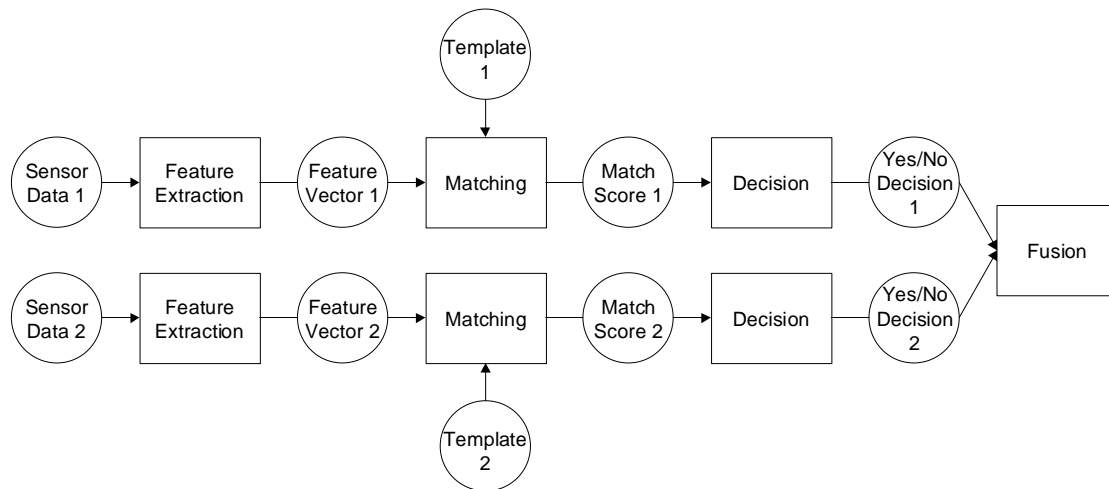 Template
1
Sensor
Data 1
Feature
Extraction
Feature
Vector 1
Matching
Match
Score 1
Decision
Yes/No
Decision
1
Fusion
Sensor
Data 2
Feature
Extraction
Feature
Vector 2
Matching
Match
Score 2
Decision
Yes/No
Decision
2
Template
2